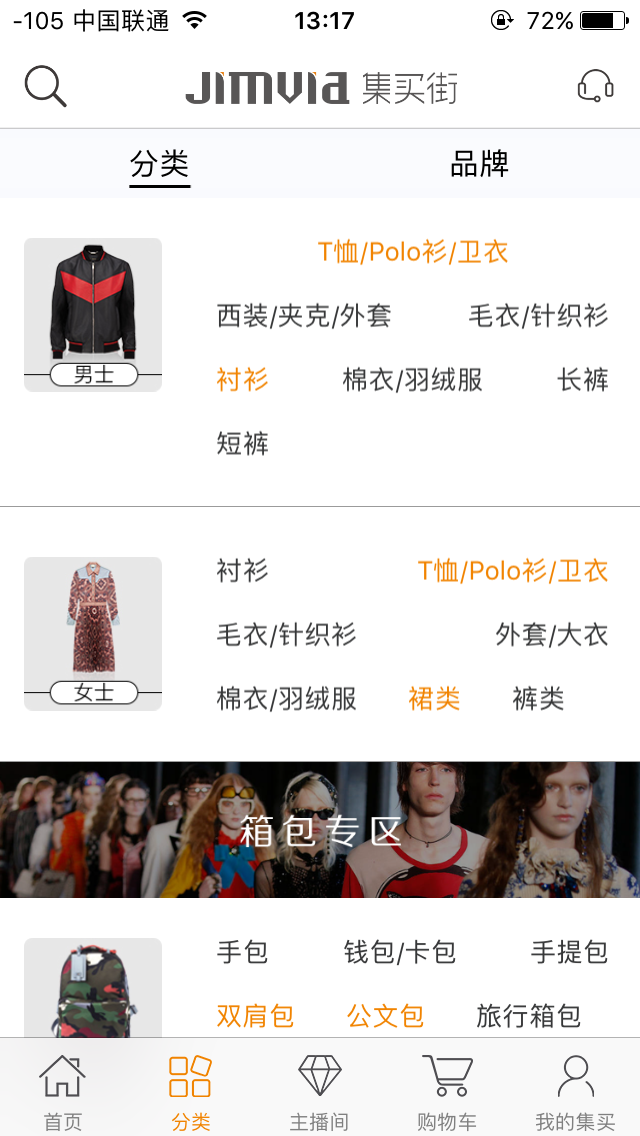 -105 中国联通 13:17 72%
Jimvia 集买街
分类 品牌
T恤/Polo衫/卫衣
西装/夹克/外套 毛衣/针织衫
衬衫 棉衣/羽绒服 长裤
短裤
男士
衬衫 T恤/Polo衫/卫衣
毛衣/针织衫 外套/大衣
棉衣/羽绒服 裙类 裤类
女士
箱包专区
手包 钱包/卡包 手提包
双肩包 公文包 旅行箱包
首页 分类 主播间 购物车 我的集买